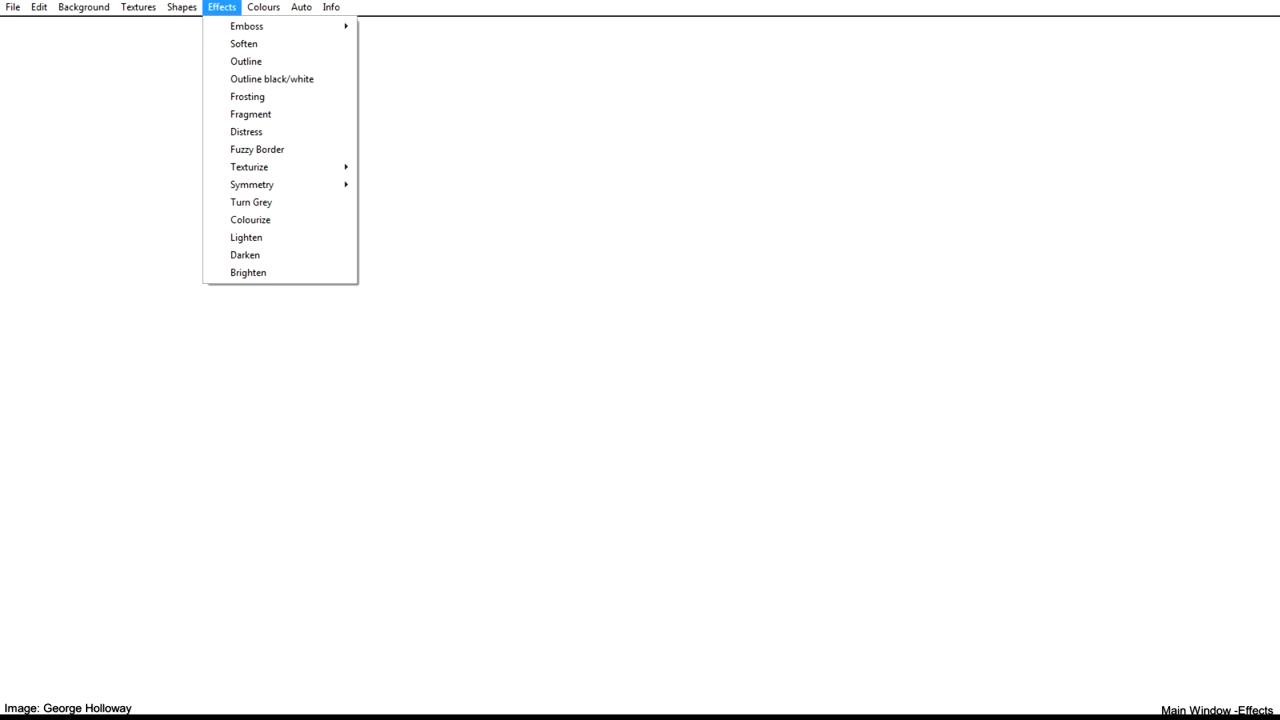 File Edit Background Textures Shapes Effects Colours Auto Info
Emboss
Soften
Outline
Outline black/white
Frosting
Fragment
Distress
Fuzzy Border
Texturize
Symmetry
Turn Grey
Colourize
Lighten
Darken
Brighten
Image: George Holloway
Main Window -Effects